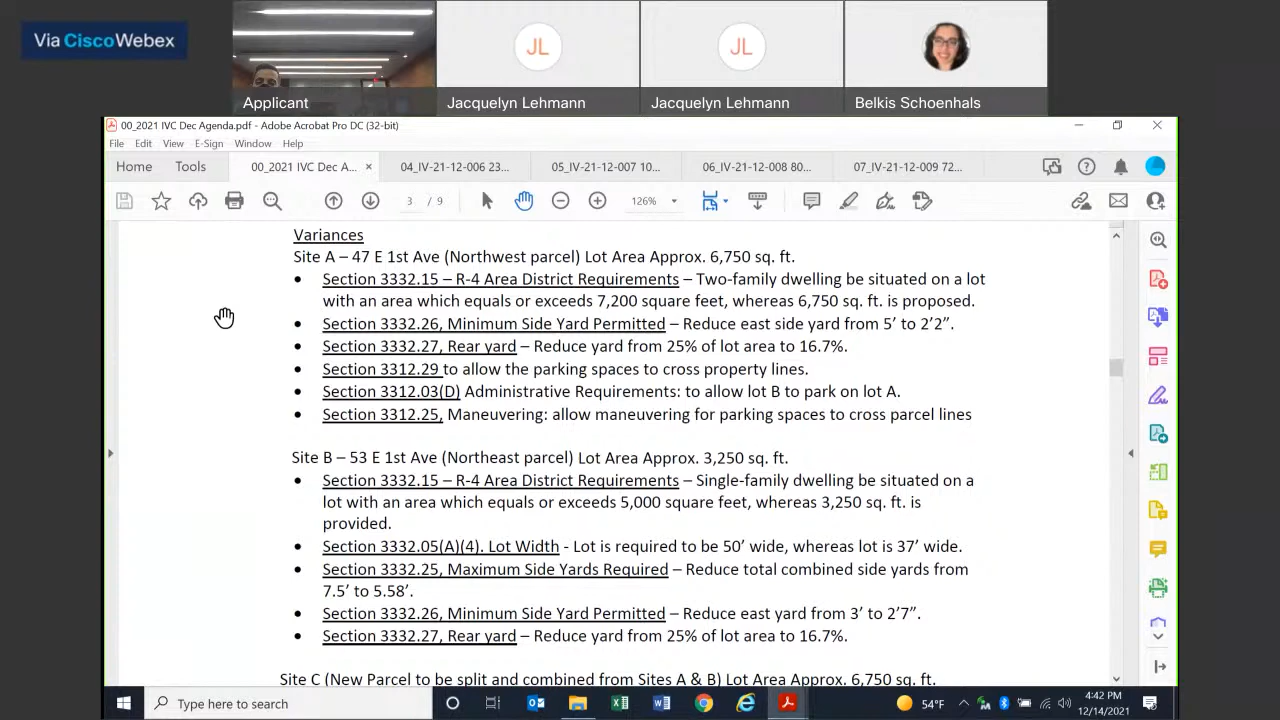 Via CiscoWebex
JL
JL
Applicant
Jacquelyn Lehmann
Jacquelyn Lehmann
Belkis Schoenhals
00_2021 IVC Dec Agenda.pdf - Adobe Acrobat Pro DC (32-bit)
File Edit View E-Sign Window Help
Home Tools 00_2021 IVC Dec A... × 04_IV-21-12-006 23... 05_IV-21-12-007 10... 06_IV-21-12-008 80... 07_IV-21-12-009 72...
3 / 9 126%
Variances
Site A – 47 E 1st Ave (Northwest parcel) Lot Area Approx. 6,750 sq. ft.
• Section 3332.15 – R-4 Area District Requirements – Two-family dwelling be situated on a lot
with an area which equals or exceeds 7,200 square feet, whereas 6,750 sq. ft. is proposed.
• Section 3332.26, Minimum Side Yard Permitted – Reduce east side yard from 5’ to 2’2”.
• Section 3332.27, Rear yard – Reduce yard from 25% of lot area to 16.7%.
• Section 3312.29 to allow the parking spaces to cross property lines.
• Section 3312.03(D) Administrative Requirements: to allow lot B to park on lot A.
• Section 3312.25, Maneuvering: allow maneuvering for parking spaces to cross parcel lines
Site B – 53 E 1st Ave (Northeast parcel) Lot Area Approx. 3,250 sq. ft.
• Section 3332.15 – R-4 Area District Requirements – Single-family dwelling be situated on a
lot with an area which equals or exceeds 5,000 square feet, whereas 3,250 sq. ft. is
provided.
• Section 3332.05(A)(4). Lot Width - Lot is required to be 50’ wide, whereas lot is 37’ wide.
• Section 3332.25, Maximum Side Yards Required – Reduce total combined side yards from
7.5’ to 5.58’.
• Section 3332.26, Minimum Side Yard Permitted – Reduce east yard from 3’ to 2’7”.
• Section 3332.27, Rear yard – Reduce yard from 25% of lot area to 16.7%.
Site C (New Parcel to be split and combined from Sites A & B) Lot Area Approx. 6,750 sq. ft.
Type here to search
54°F
4:42 PM
12/14/2021